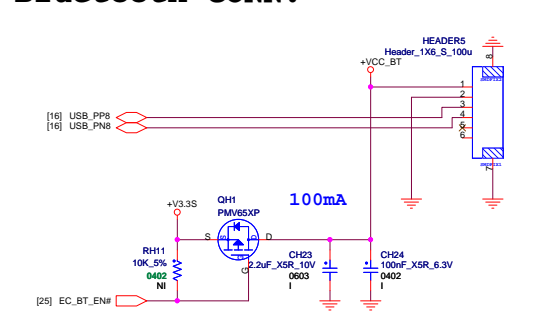 HEADER5
Header_1X6_S_100u
+VCC_BT
8
1
2
3
4
5
6
7
[16] USB_PP8
[16] USB_PN8
+V3.3S
QH1
PMV65XP
100mA
S
D
G
RH11
10K_5%
0402
NI
CH23
2.2uF_X5R_10V
0603
I
CH24
100nF_X5R_6.3V
0402
I
[25] EC_BT_EN#